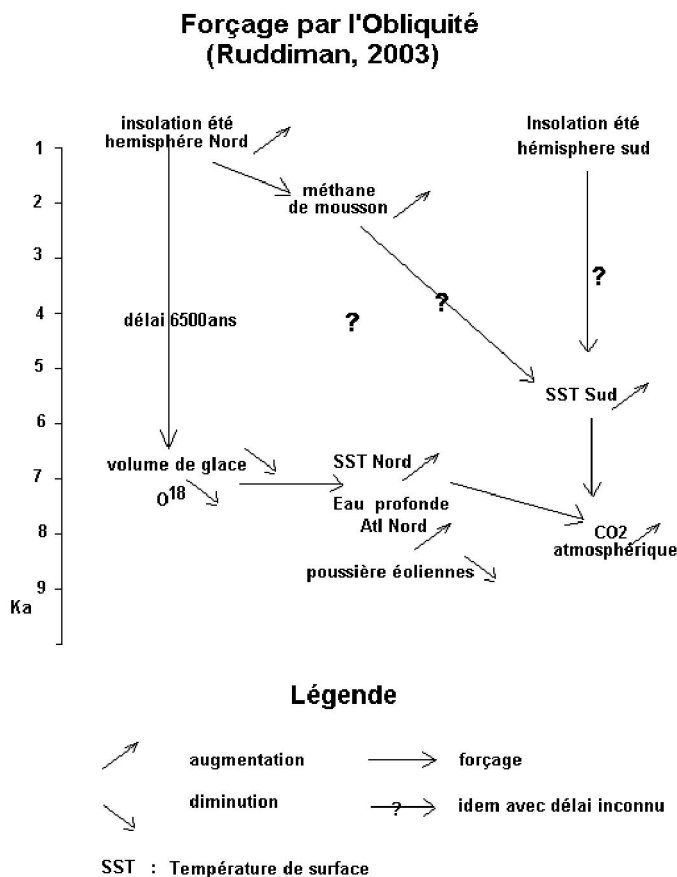 Forçage par l'Obliquité
(Ruddiman, 2003)
insolation été
hemisphére Nord
Insolation été
hémisphere sud
1
méthane
de mousson
2
3
?
?
?
4
délai 6500ans
5
SST Sud
6
volume de glace
O18
SST Nord
7
Eau profonde
Atl Nord
8
CO2
atmosphérique
poussière éoliennes
9
Ka
Légende
augmentation
forçage
diminution
?
idem avec délai inconnu
SST : Température de surface